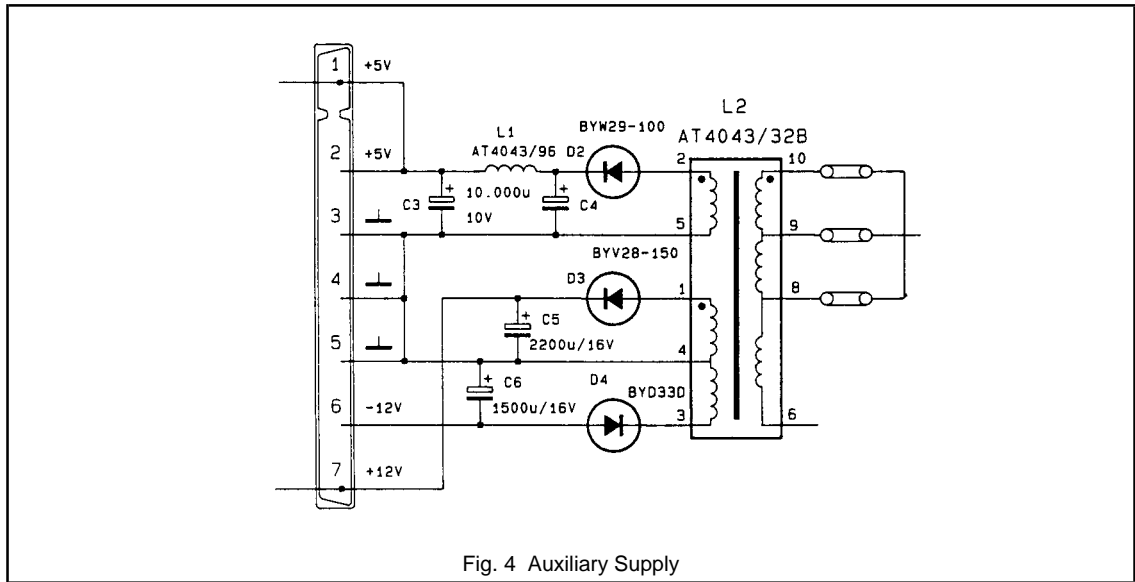 1 +5V
L2
BYW29-100
L1
AT4043/32B
AT4043/96 D2
2 +5V
2
10
10.000u
C3
C4
10V
3
5
9
BYV28-150
4
D3
1
8
C5
5
2200u/16V
4
C6
D4
BYD33D
6 -12V
1500u/16V
3
6
7 +12V
Fig. 4 Auxiliary Supply